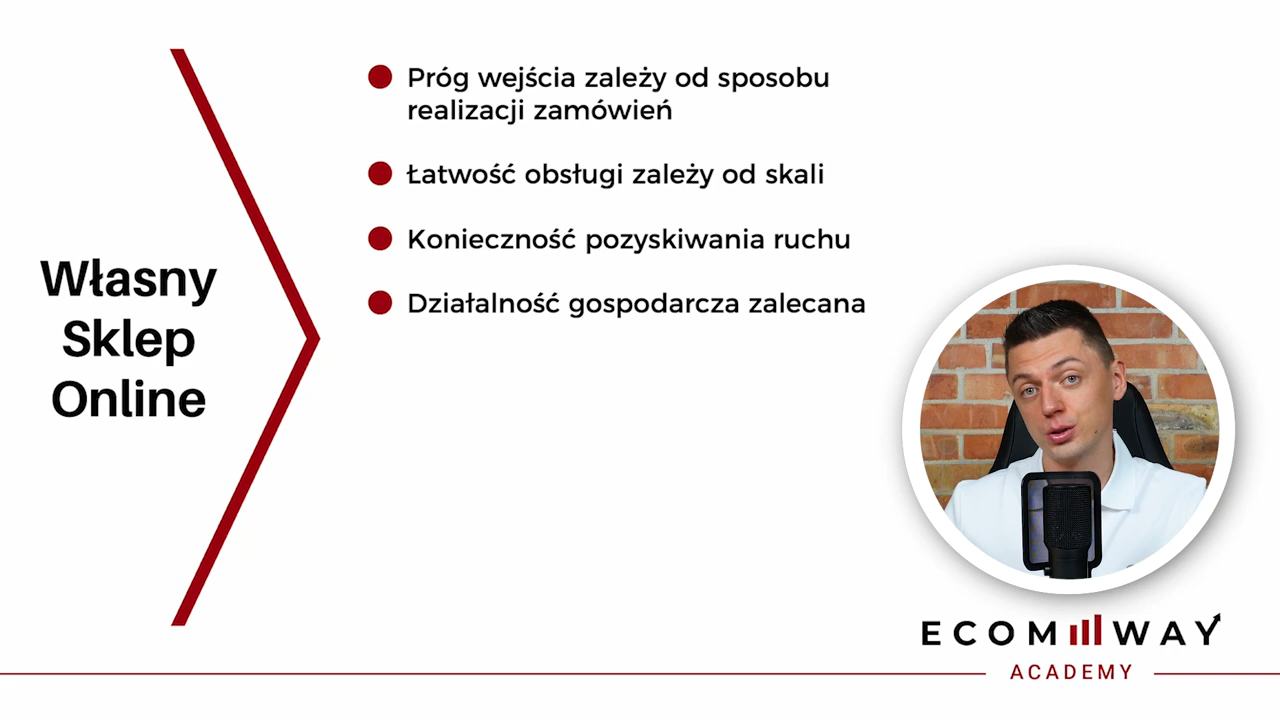 Własny
Sklep
Online
Próg wejścia zależy od sposobu
realizacji zamówień
Łatwość obsługi zależy od skali
Konieczność pozyskiwania ruchu
Działalność gospodarcza zalecana
ECOM WAY
ACADEMY